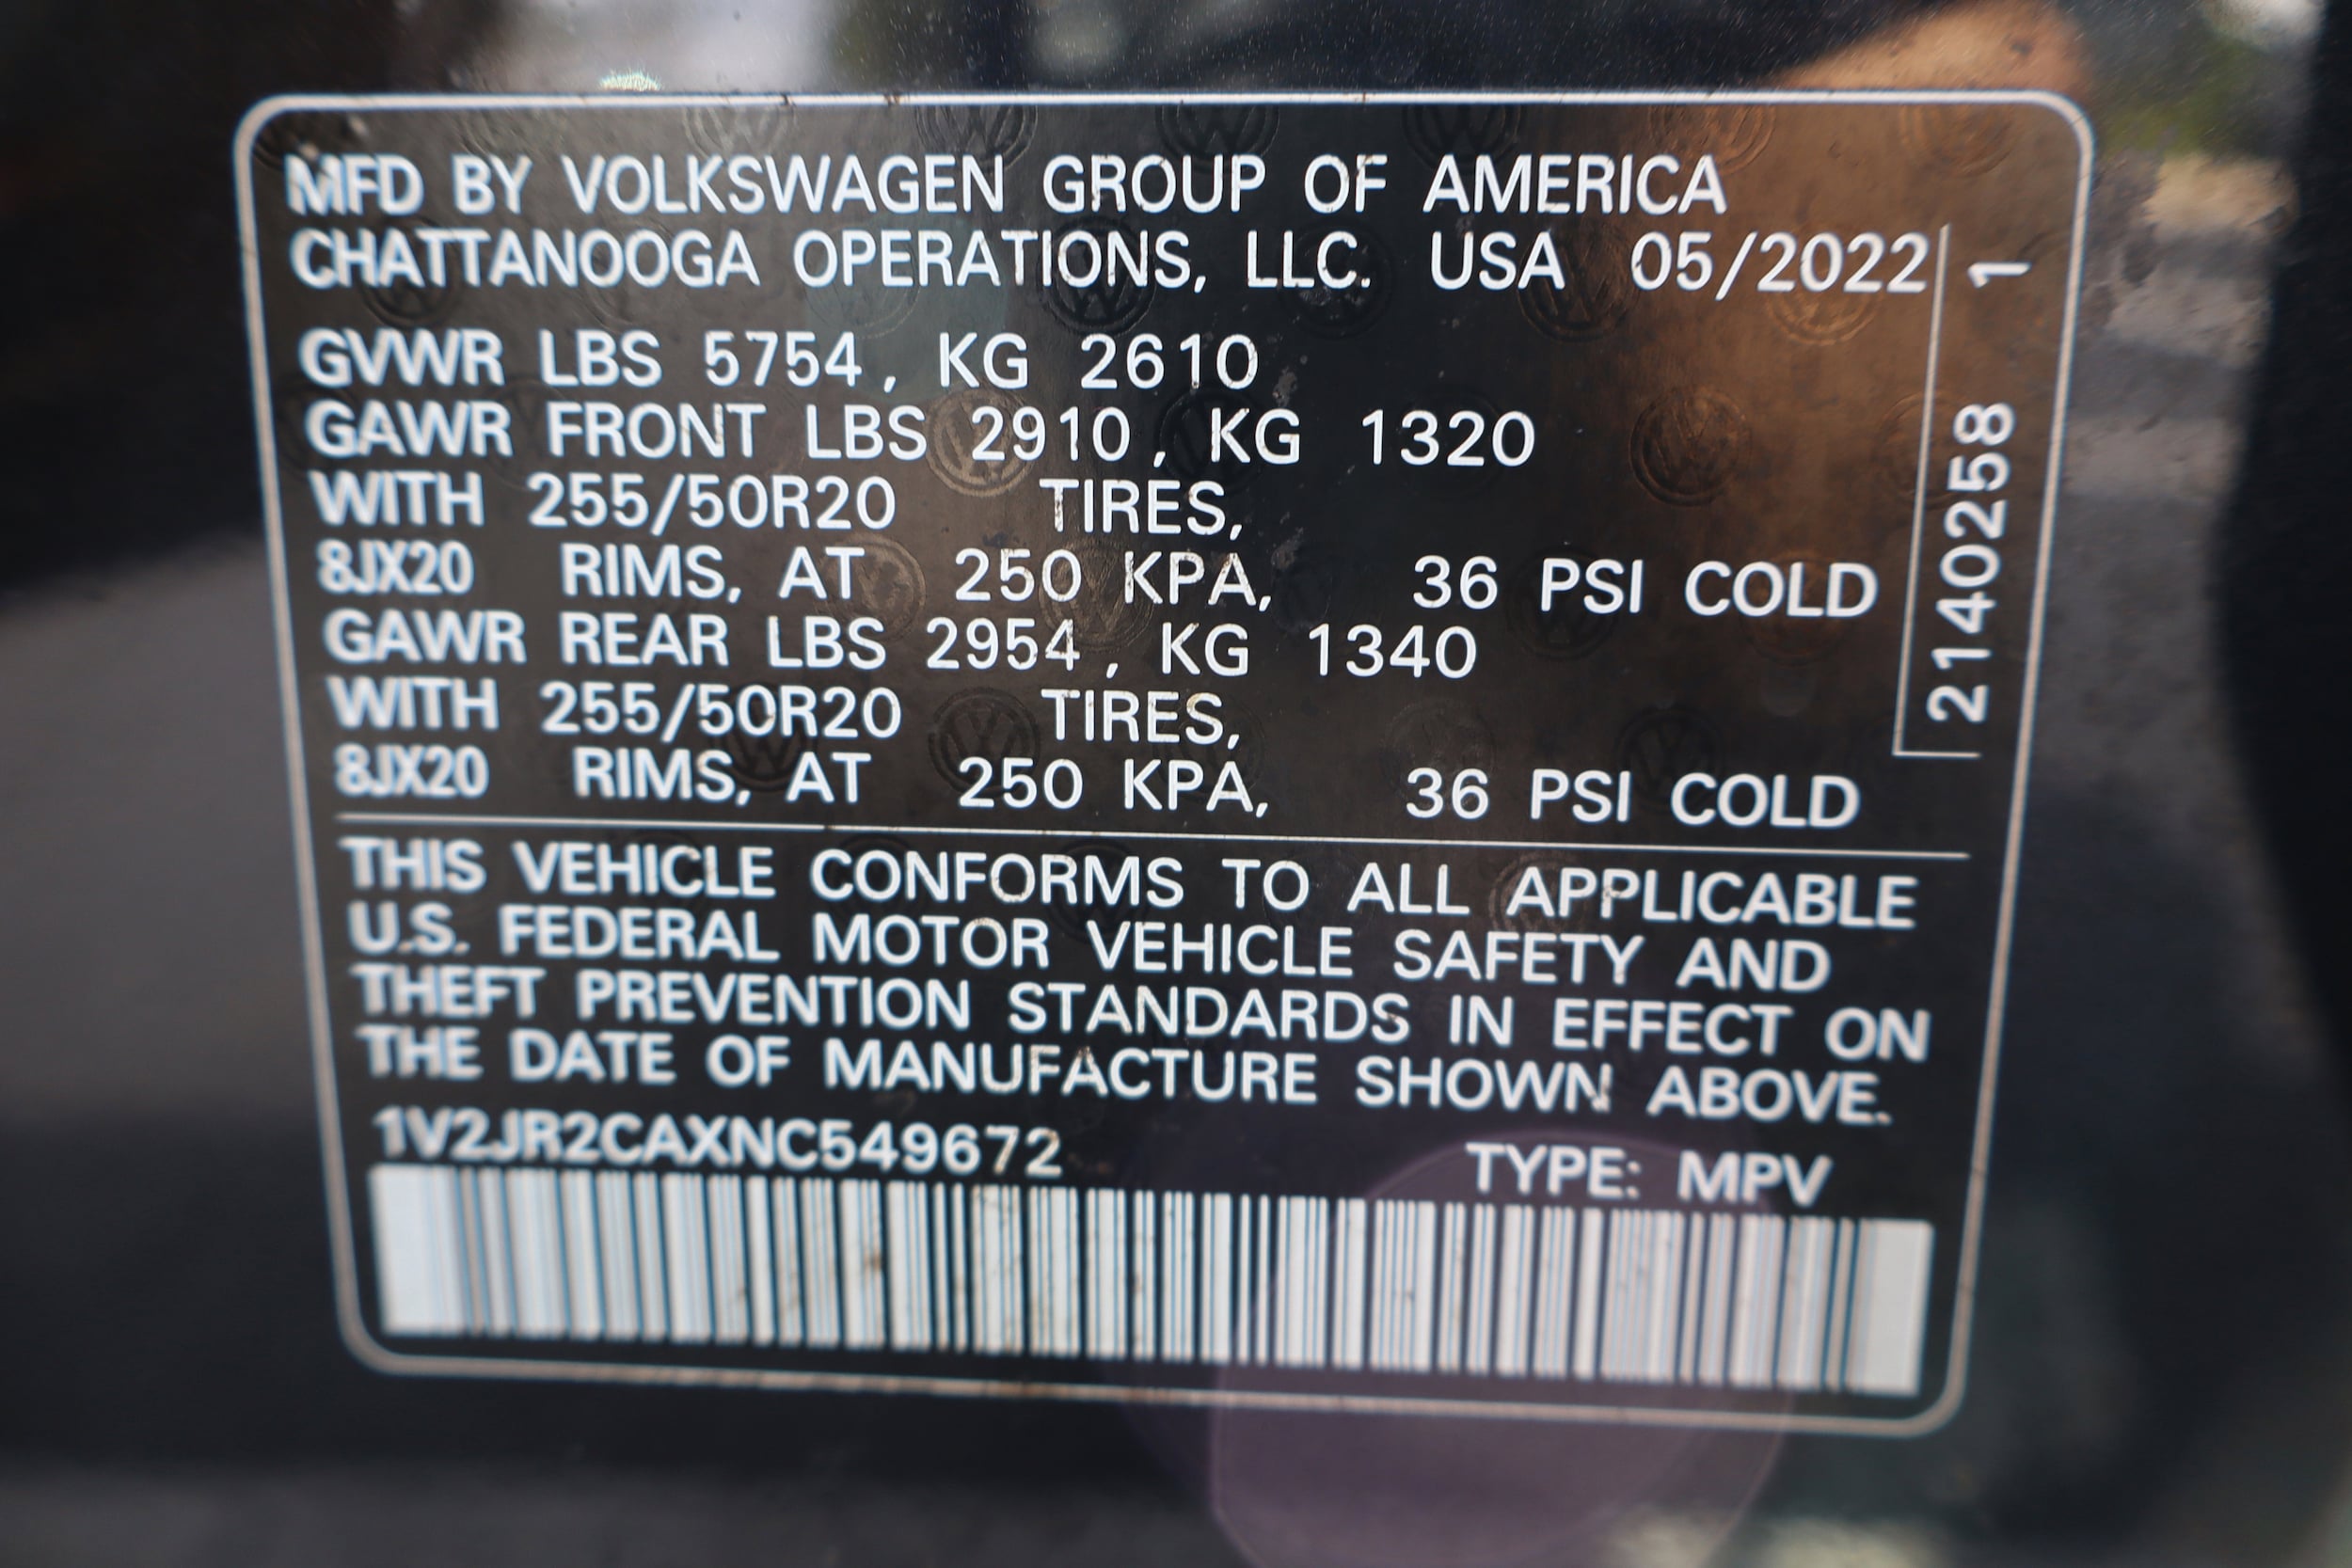 MFD BY VOLKSWAGEN GROUP OF AMERICA
CHATTANOOGA OPERATIONS, LLC. USA 05/2022
GVWR LBS 5754, KG 2610
GAWR FRONT LBS 2910, KG 1320
WITH 255/50R20 TIRES,
8JX20 RIMS, AT 250 KPA, 36 PSI COLD
GAWR REAR LBS 2954, KG 1340
WITH 255/50R20 TIRES,
8JX20 RIMS, AT 250 KPA, 36 PSI COLD
2140258 1
THIS VEHICLE CONFORMS TO ALL APPLICABLE
U.S. FEDERAL MOTOR VEHICLE SAFETY AND
THEFT PREVENTION STANDARDS IN EFFECT ON
THE DATE OF MANUFACTURE SHOWN ABOVE.
1V2JR2CAXNC549672 TYPE: MPV